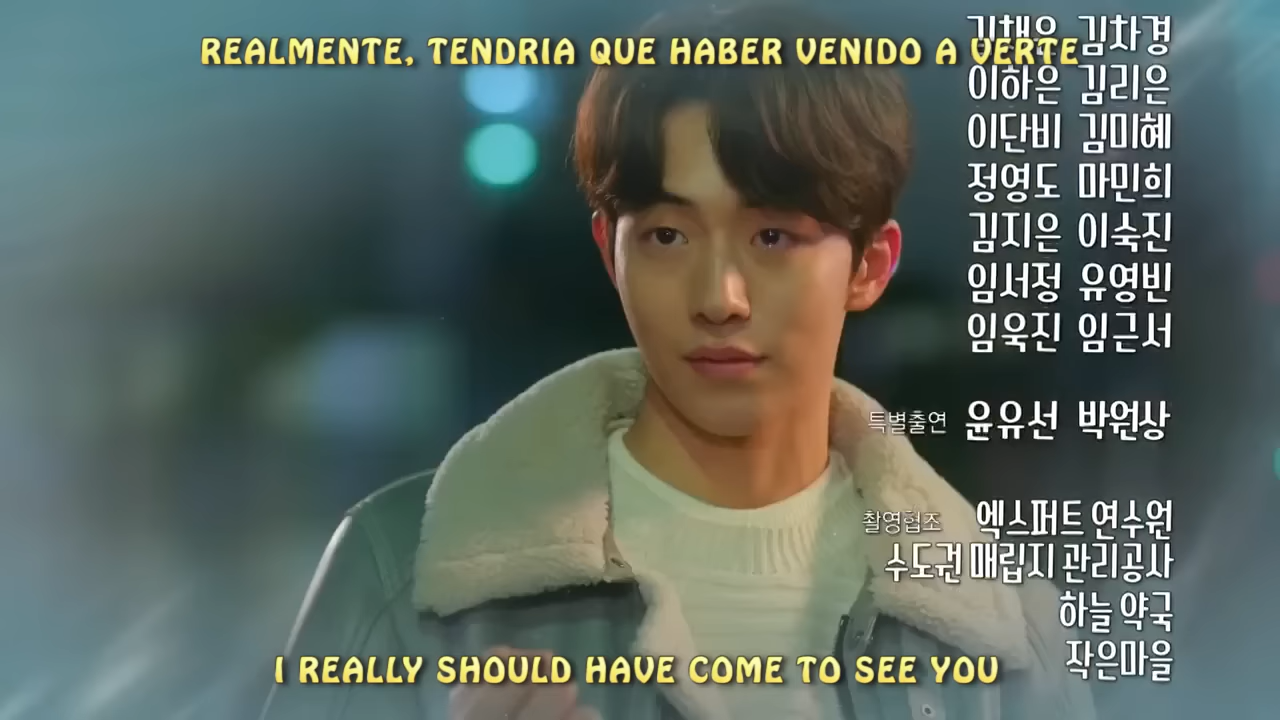 REALMENTE, TENDRIA QUE HABER VENIDO A VERTE
김채은 김차경
이하은 김리은
이단비 김미혜
정영도 마민희
김지은 이숙진
임서정 유영빈
임욱진 임근서
특별출연 윤유선 박원상
촬영협조 엑스퍼트 연수원
수도권 매립지 관리공사
하늘 약국
작은마을
I REALLY SHOULD HAVE COME TO SEE YOU